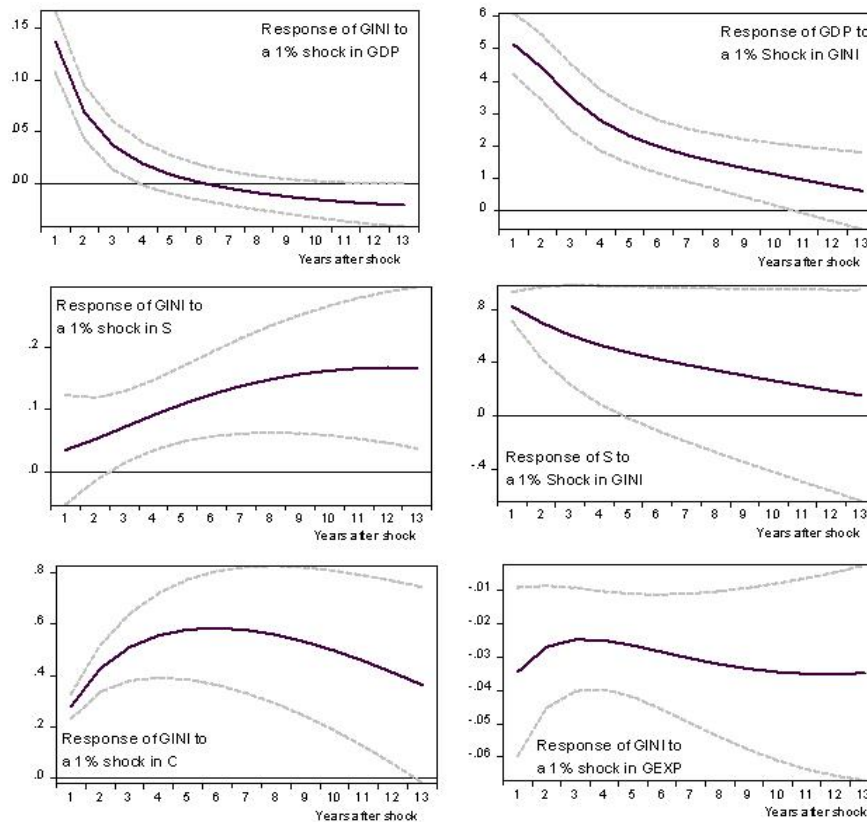 .15
.10
.05
.00
Response of GINI to
a 1% shock in GDP
1 2 3 4 5 6 7 8 9 10 11 12 13
Years after shock
6
5
4
3
2
1
0
Response of GDP to
a 1% Shock in GINI
1 2 3 4 5 6 7 8 9 10 11 12 13
Years after shock
.2
.1
.0
Response of GINI to
a 1% shock in S
1 2 3 4 5 6 7 8 9 10 11 12 13
Years after shock
.8
.4
.0
-.4
Response of S to
a 1% Shock in GINI
1 2 3 4 5 6 7 8 9 10 11 12 13
Years after shock
.8
.6
.4
.2
.0
Response of GINI to
a 1% shock in C
1 2 3 4 5 6 7 8 9 10 11 12 13
Years after shock
-.01
-.02
-.03
-.04
-.05
-.06
Response of GINI to
a 1% shock in GEXP
1 2 3 4 5 6 7 8 9 10 11 12 13
Years after shock